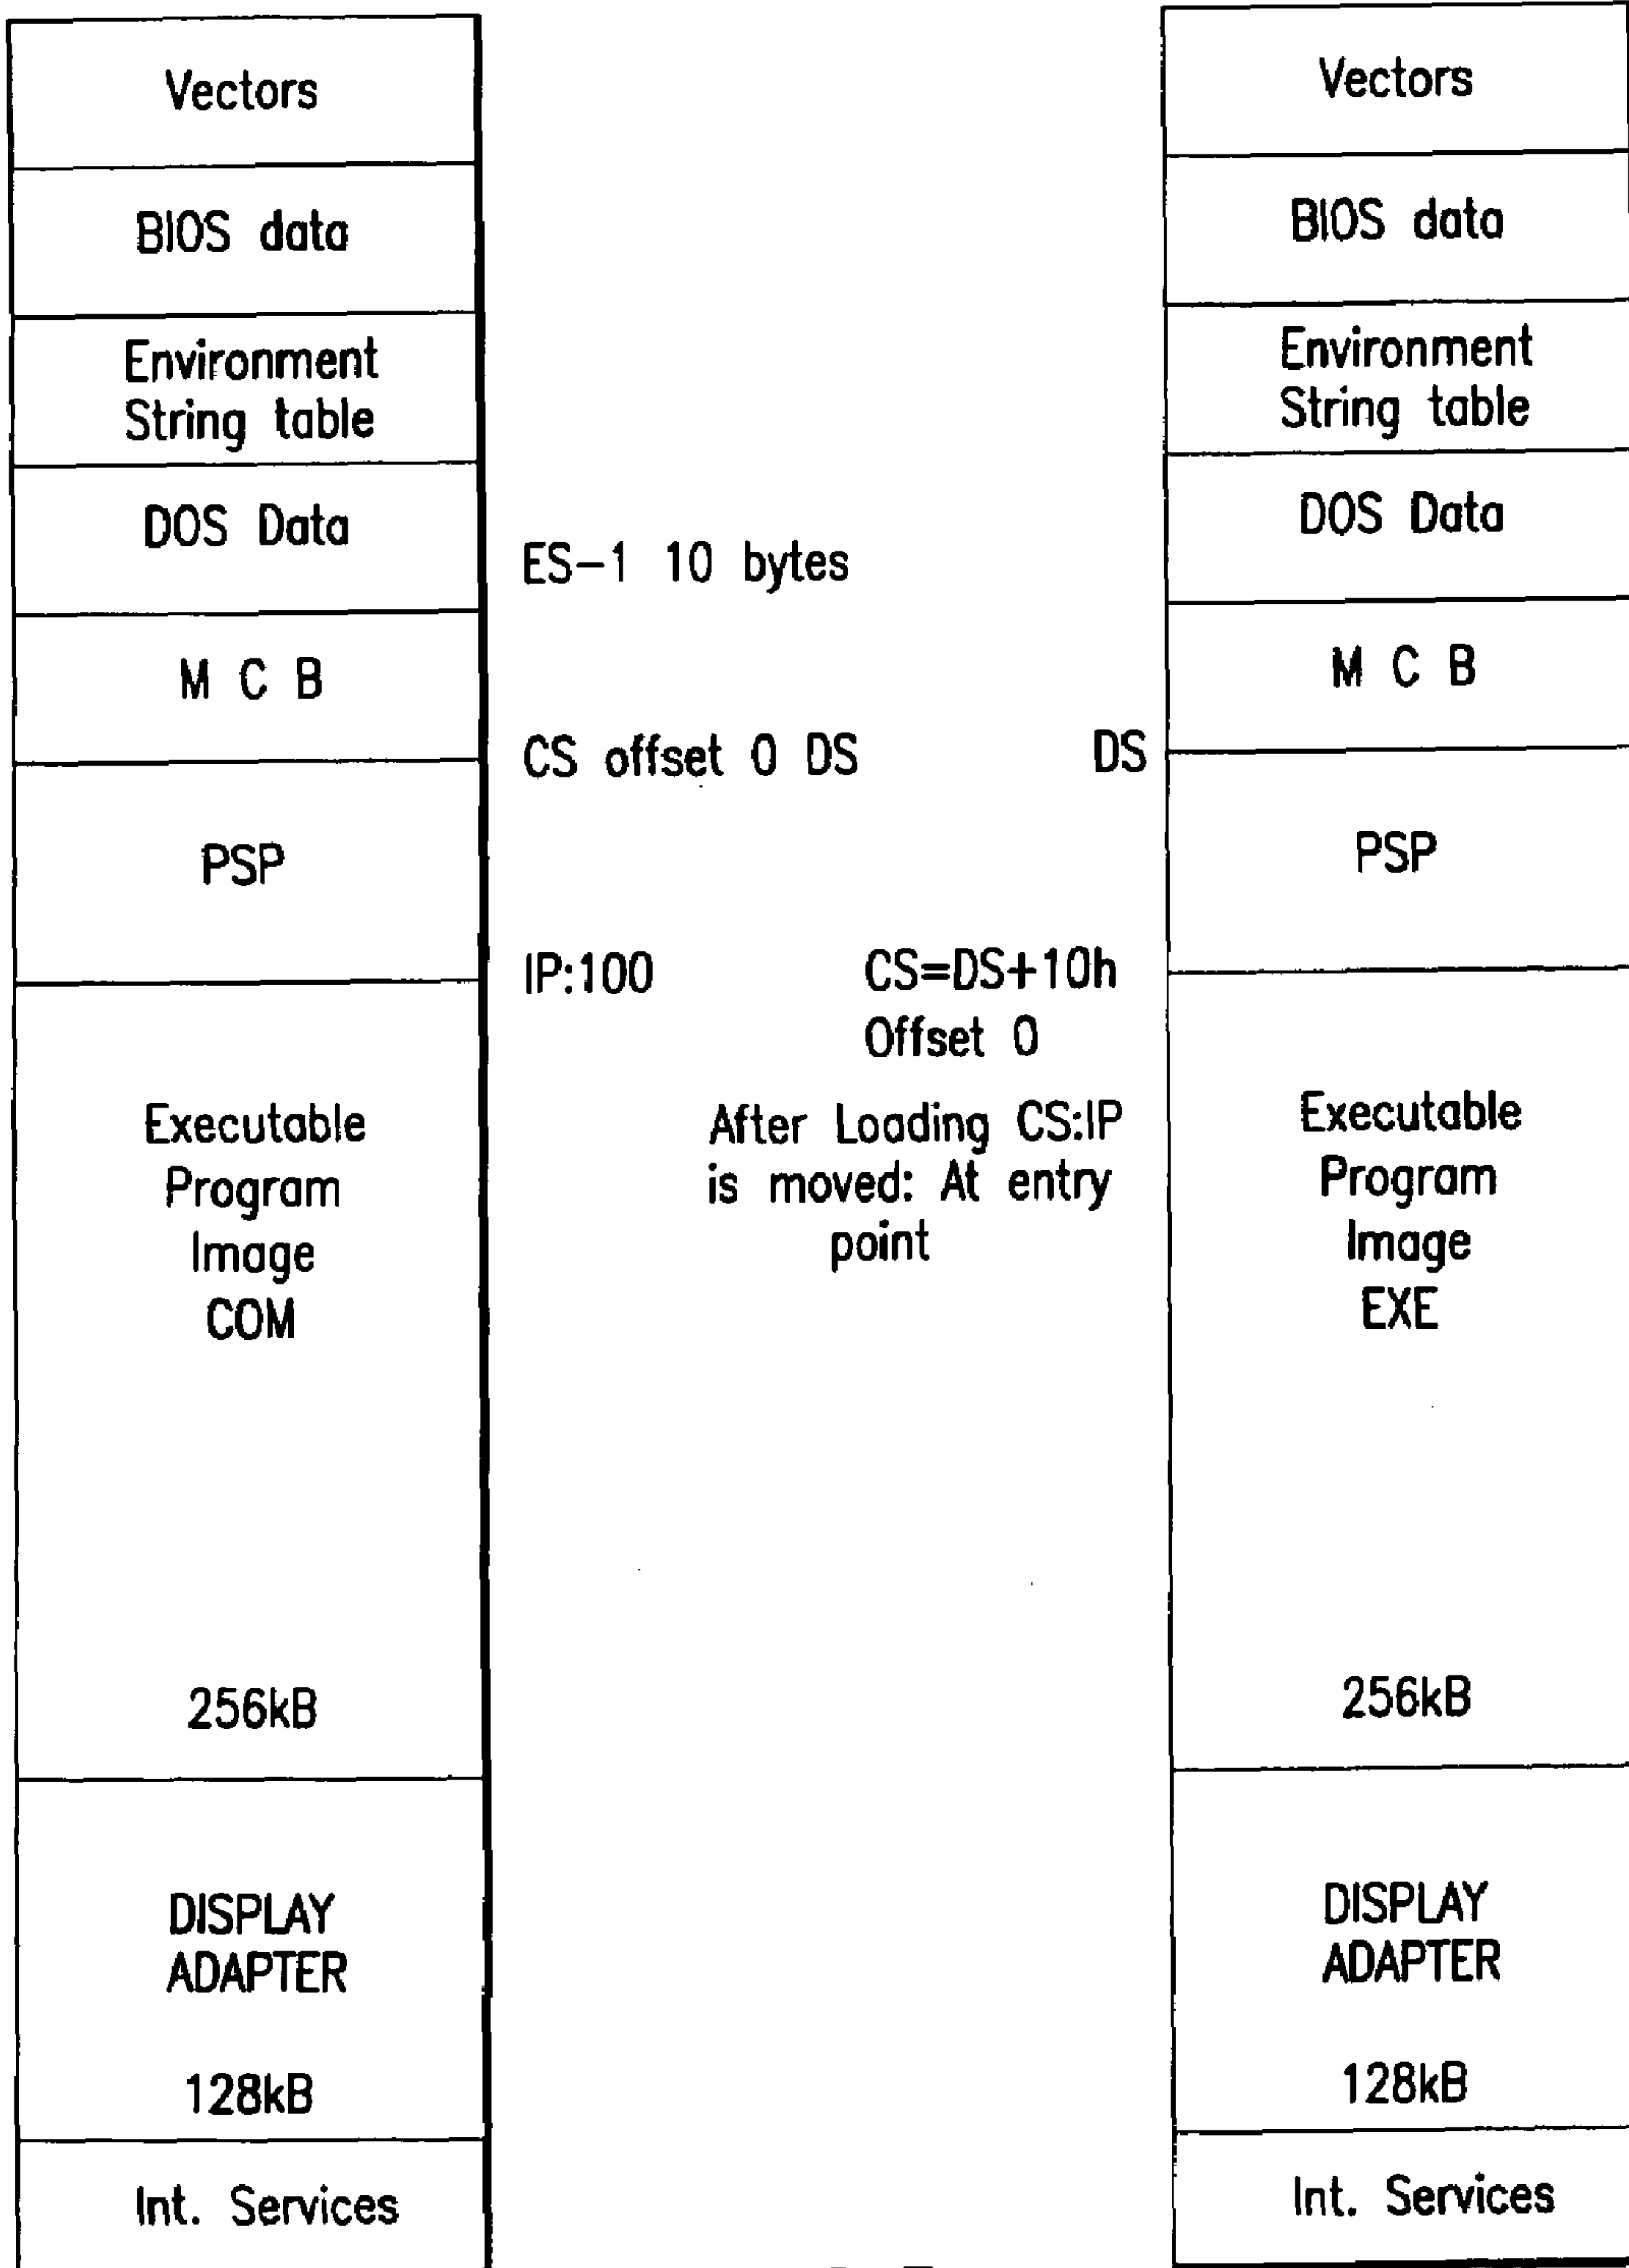 Vectors
BIOS data
Environment
String table
DOS Data
M C B
PSP
Executable
Program
Image
COM
256kB
DISPLAY
ADAPTER
128kB
Int. Services
ES-1 10 bytes
CS offset 0 DS
IP:100
DS
CS=DS+10h
Offset 0
After Loading CS:IP
is moved: At entry
point
Vectors
BIOS data
Environment
String table
DOS Data
M C B
PSP
Executable
Program
Image
EXE
256kB
DISPLAY
ADAPTER
128kB
Int. Services